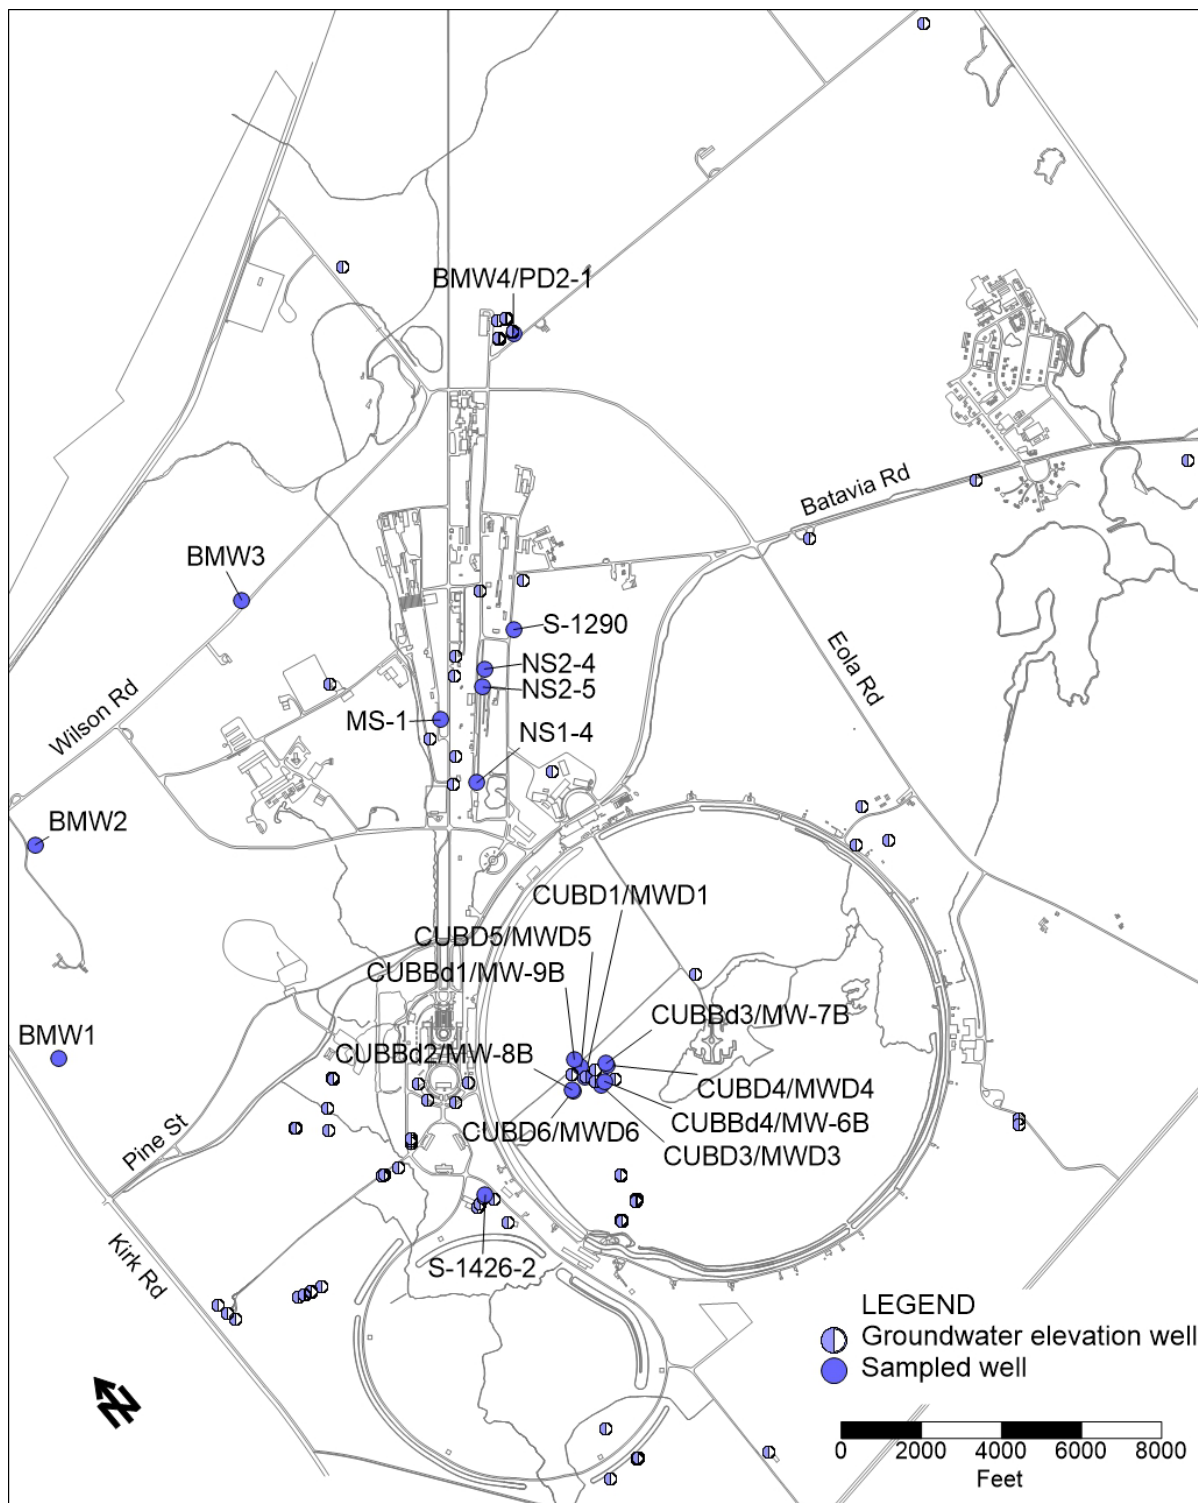 BMW4/PD2-1
Batavia Rd
BMW3
S-1290
Eola Rd
NS2-4
NS2-5
Wilson Rd
MS-1
NS1-4
BMW2
CUBD1/MWD1
CUBD5/MWD5
CUBBd1/MW-9B
CUBBd3/MW-7B
BMW1
CUBBd2/MW-8B
CUBD4/MWD4
CUBBd4/MW-6B
Pine St
CUBD6/MWD6
CUBD3/MWD3
Kirk Rd
S-1426-2
LEGEND
Groundwater elevation well
Sampled well
N
0 2000 4000 6000 8000
Feet